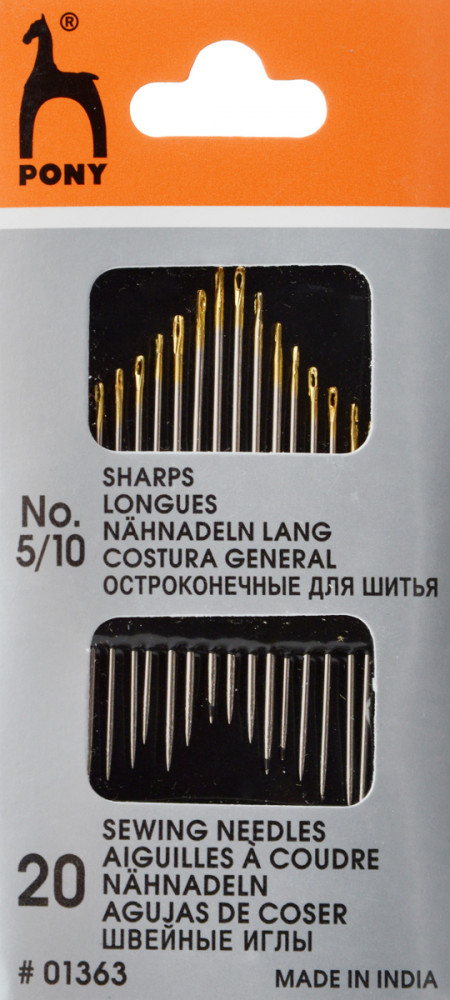 ®
PONY
No.
5/10
SHARPS
LONGUES
NÄHNADELN LANG
COSTURA GENERAL
ОСТРОКОНЕЧНЫЕ ДЛЯ ШИТЬЯ
20
SEWING NEEDLES
AIGUILLES À COUDRE
NÄHNADELN
AGUJAS DE COSER
ШВЕЙНЫЕ ИГЛЫ
# 01363
MADE IN INDIA